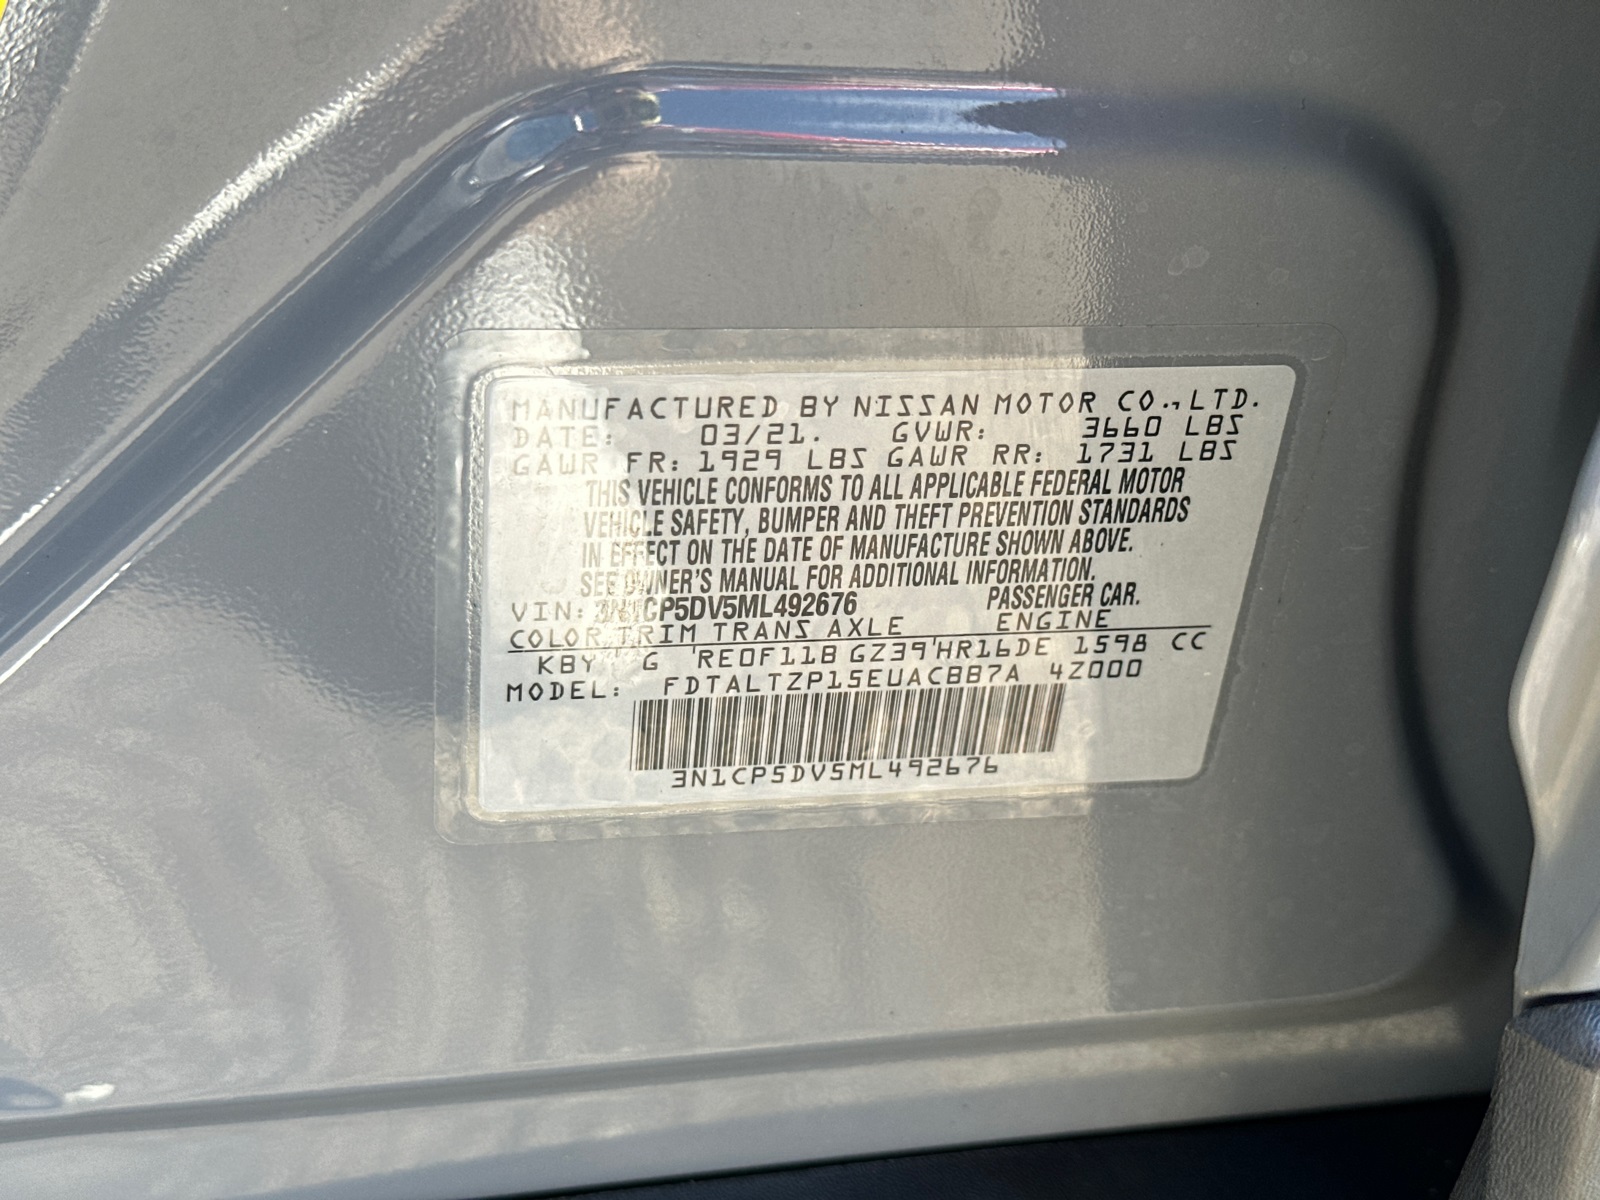 MANUFACTURED BY NISSAN MOTOR CO., LTD.
DATE: 03/21. GVWR: 3660 LBS
GAWR FR: 1929 LBS GAWR RR: 1731 LBS
THIS VEHICLE CONFORMS TO ALL APPLICABLE FEDERAL MOTOR
VEHICLE SAFETY, BUMPER AND THEFT PREVENTION STANDARDS
IN EFFECT ON THE DATE OF MANUFACTURE SHOWN ABOVE.
SEE OWNER'S MANUAL FOR ADDITIONAL INFORMATION.
VIN: 3N1CP5DV5ML492676 PASSENGER CAR.
COLOR TRIM TRANS AXLE ENGINE
KBY G RE0F11B GZ39 HR16DE 1598 CC
MODEL: FDTALTZP15EUACBB7A 4Z000
3N1CP5DV5ML492676